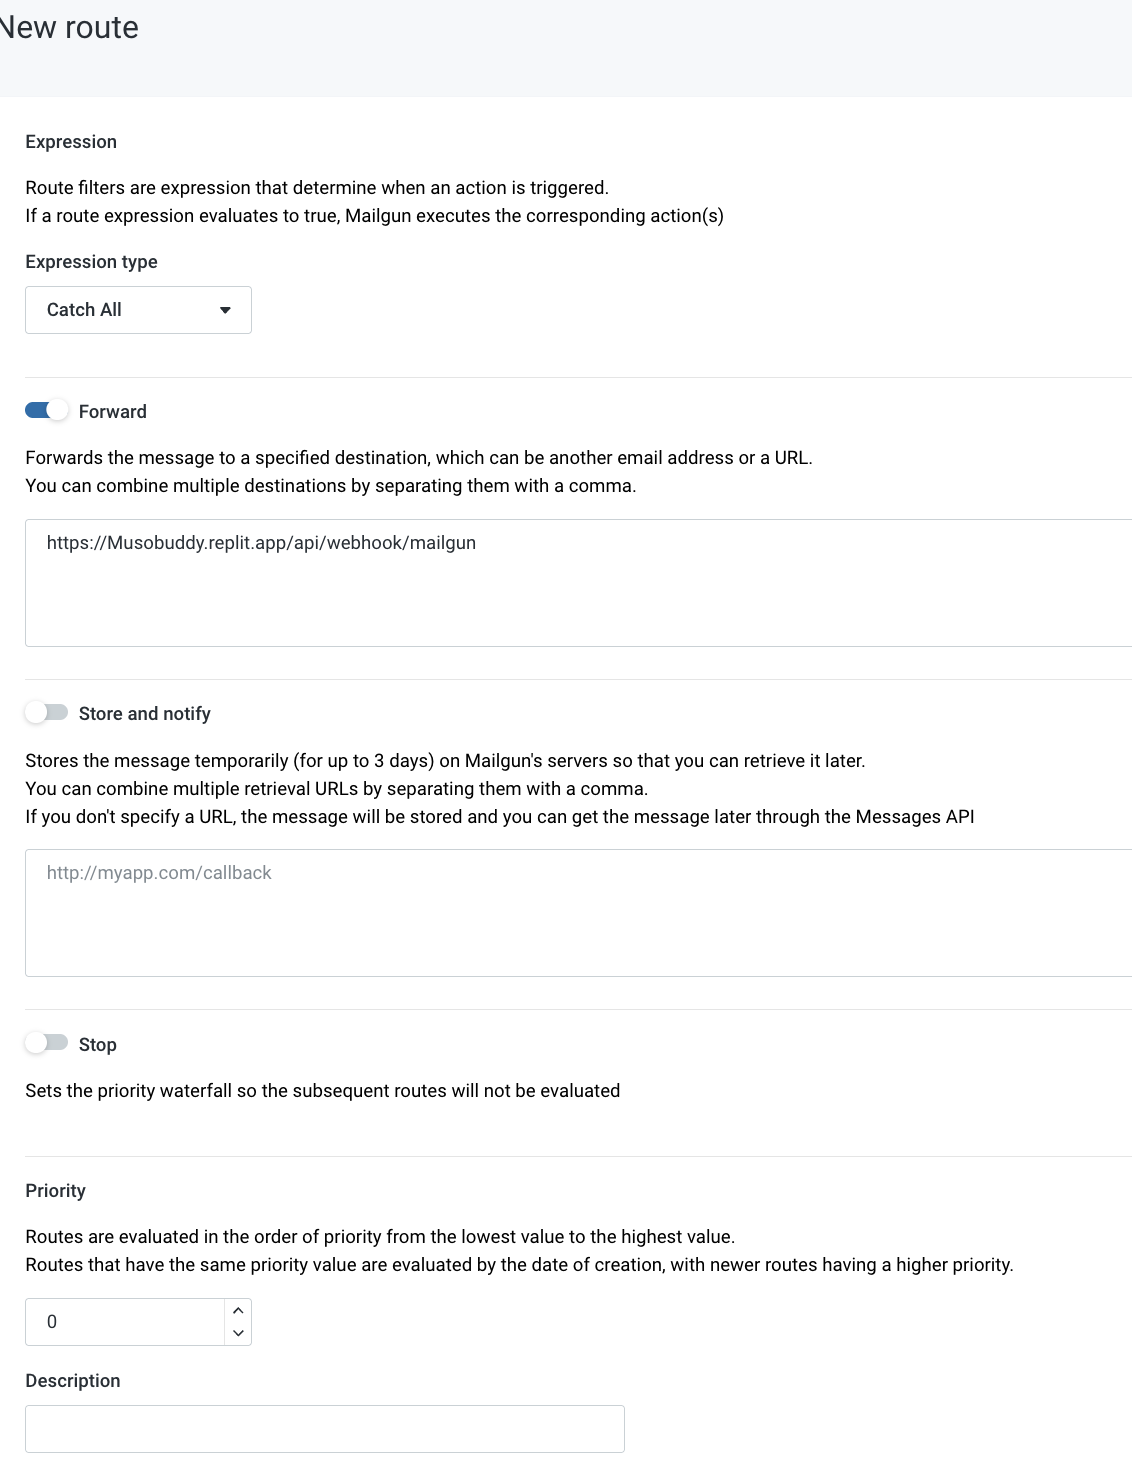 New route
Expression
Route filters are expression that determine when an action is triggered.
If a route expression evaluates to true, Mailgun executes the corresponding action(s)
Expression type
Catch All
Forward
Forwards the message to a specified destination, which can be another email address or a URL.
You can combine multiple destinations by separating them with a comma.
https://Musobuddy.replit.app/api/webhook/mailgun
Store and notify
Stores the message temporarily (for up to 3 days) on Mailgun's servers so that you can retrieve it later.
You can combine multiple retrieval URLs by separating them with a comma.
If you don't specify a URL, the message will be stored and you can get the message later through the Messages API
http://myapp.com/callback
Stop
Sets the priority waterfall so the subsequent routes will not be evaluated
Priority
Routes are evaluated in the order of priority from the lowest value to the highest value.
Routes that have the same priority value are evaluated by the date of creation, with newer routes having a higher priority.
0
Description